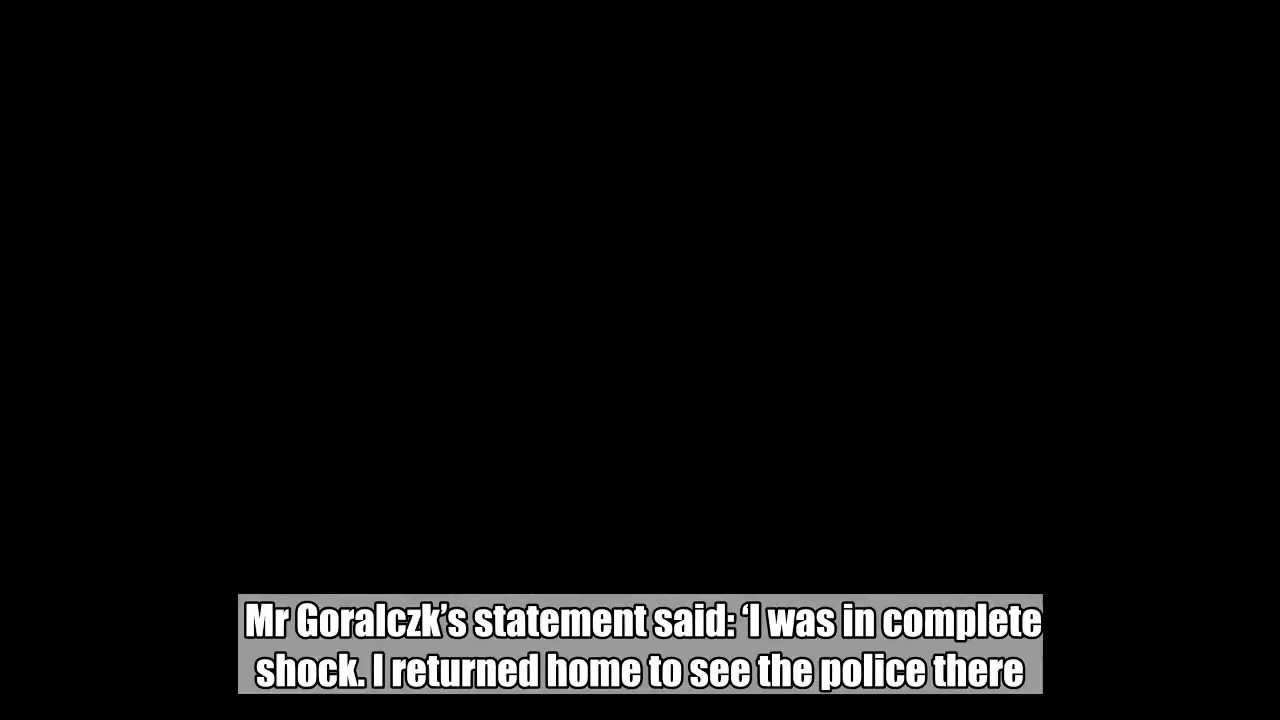 Mr Goralczk’s statement said: ‘I was in complete
shock. I returned home to see the police there